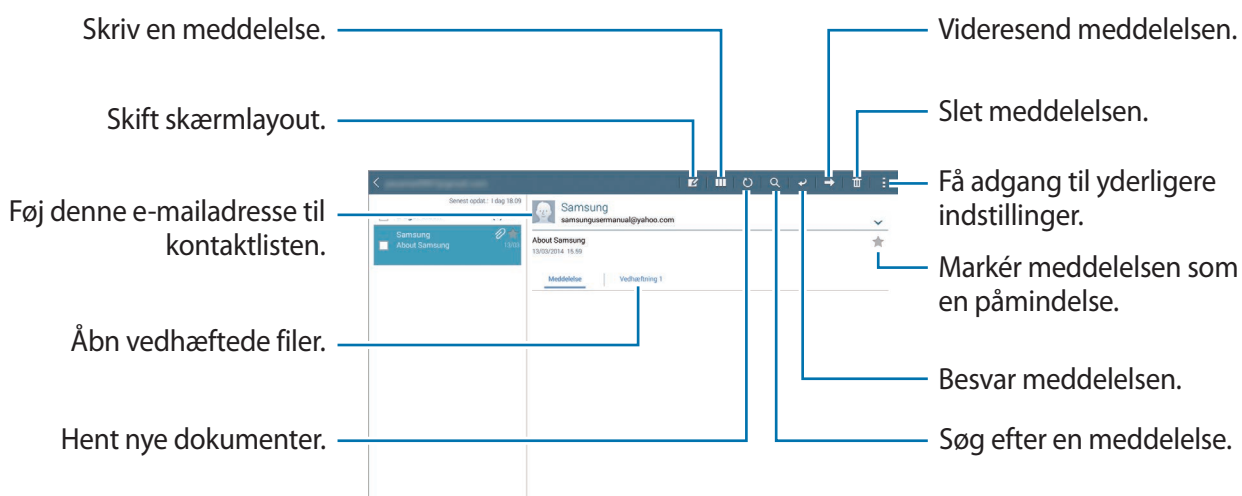 Skriv en meddelelse.
Skift skærmlayout.
Føj denne e-mailadresse til
kontaktlisten.
Åbn vedhæftede filer.
Hent nye dokumenter.
Senest opdat.: I dag 18:09
Samsung
About Samsung
13/03
Samsung
samsungusermanual@yahoo.com
About Samsung
13/03/2014 15:59
Meddelelse
Vedhæftning 1
Videresend meddelelsen.
Slet meddelelsen.
Få adgang til yderligere
indstillinger.
Markér meddelelsen som
en påmindelse.
Besvar meddelelsen.
Søg efter en meddelelse.